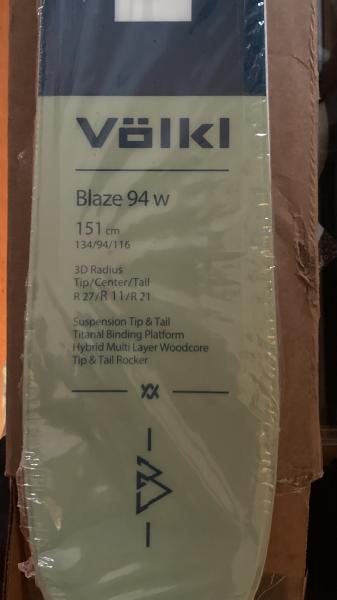 Völkl
Blaze 94 w
151 cm
134/94/116
3D Radius
Tip/Center/Tail
R 27/R 11/R 21
Suspension Tip & Tail
Titanal Binding Platform
Hybrid Multi Layer Woodcore
Tip & Tail Rocker